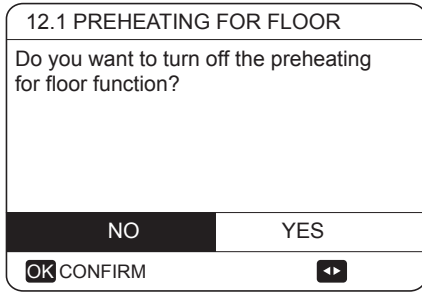 12.1 PREHEATING FOR FLOOR
Do you want to turn off the preheating
for floor function?
NO YES
OK CONFIRM